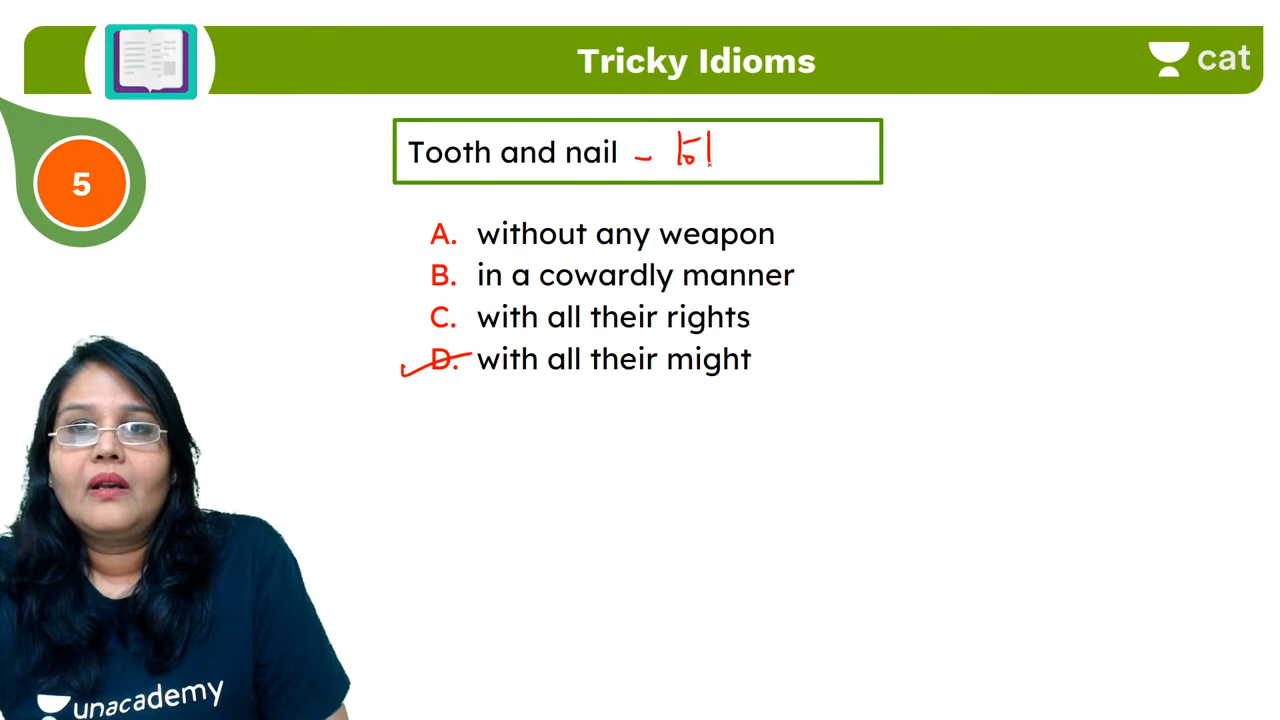 Tricky Idioms
cat
5
Tooth and nail -
A. without any weapon
B. in a cowardly manner
C. with all their rights
D. with all their might
unacademy